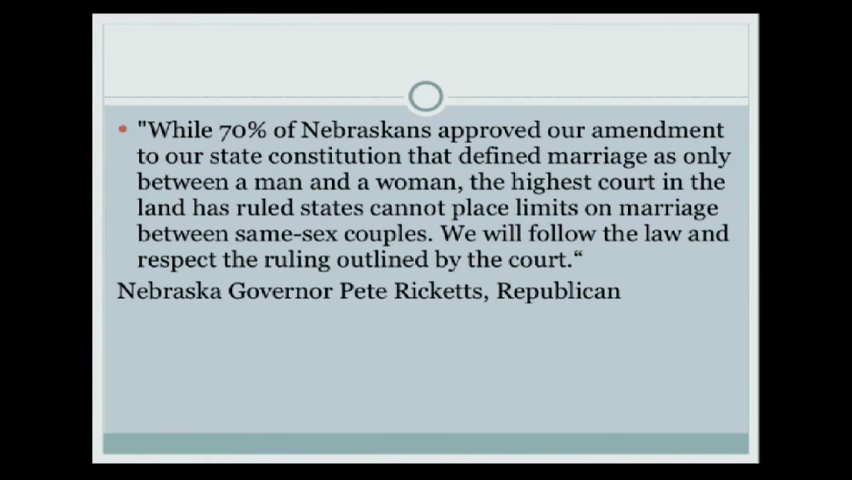 • "While 70% of Nebraskans approved our amendment
to our state constitution that defined marriage as only
between a man and a woman, the highest court in the
land has ruled states cannot place limits on marriage
between same-sex couples. We will follow the law and
respect the ruling outlined by the court.“
Nebraska Governor Pete Ricketts, Republican